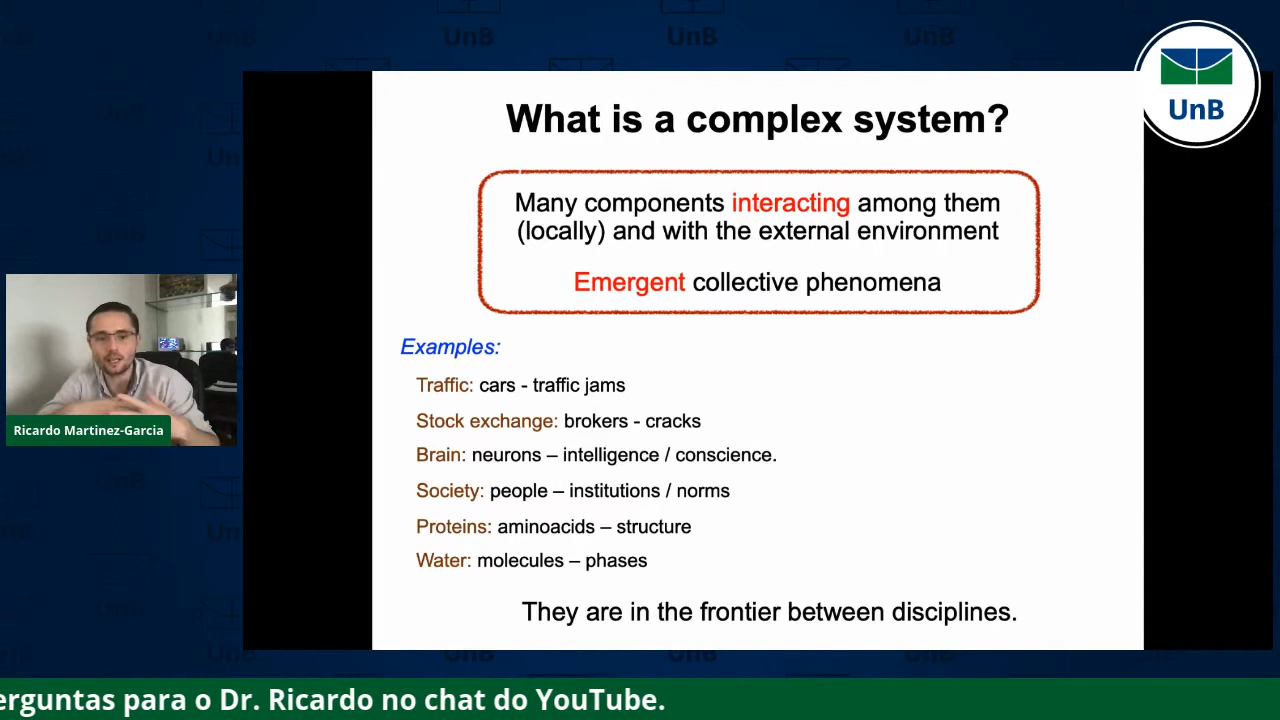 UnB UnB UnB
UnB
What is a complex system?
Many components interacting among them
(locally) and with the external environment
Emergent collective phenomena
Examples:
Traffic: cars - traffic jams
Stock exchange: brokers - cracks
Brain: neurons – intelligence / conscience.
Society: people – institutions / norms
Proteins: aminoacids – structure
Water: molecules – phases
They are in the frontier between disciplines.
Ricardo Martinez-Garcia
erguntas para o Dr. Ricardo no chat do YouTube.